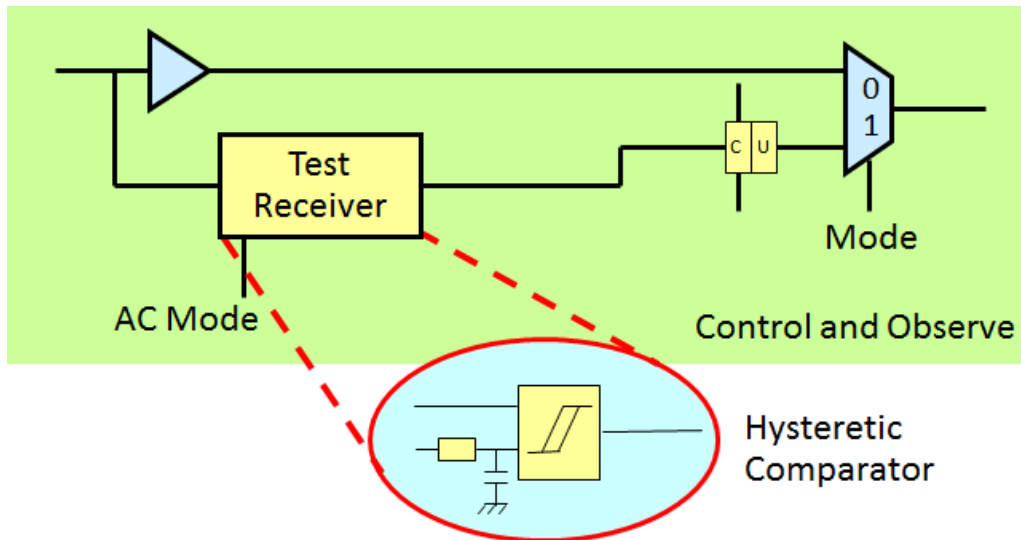 0
1
Test
Receiver
C U
Mode
AC Mode
Control and Observe
Hysteretic
Comparator